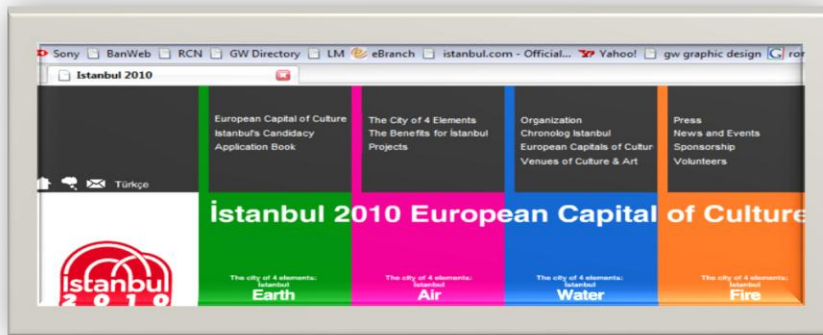 Sony BanWeb RCN GW Directory LM eBranch istanbul.com - Official... Yahoo! gw graphic design
Istanbul 2010
European Capital of Culture
Istanbul's Candidacy
Application Book
The City of 4 Elements
The Benefits for İstanbul
Projects
Organization
Chronolog Istanbul
European Capitals of Cultur
Venues of Culture & Art
Press
News and Events
Sponsorship
Volunteers
Türkçe
İstanbul 2010 European Capital of Culture
istanbul
2010
The city of 4 elements:
İstanbul
Earth
The city of 4 elements:
İstanbul
Air
The city of 4 elements:
İstanbul
Water
The city of 4 elements:
İstanbul
Fire